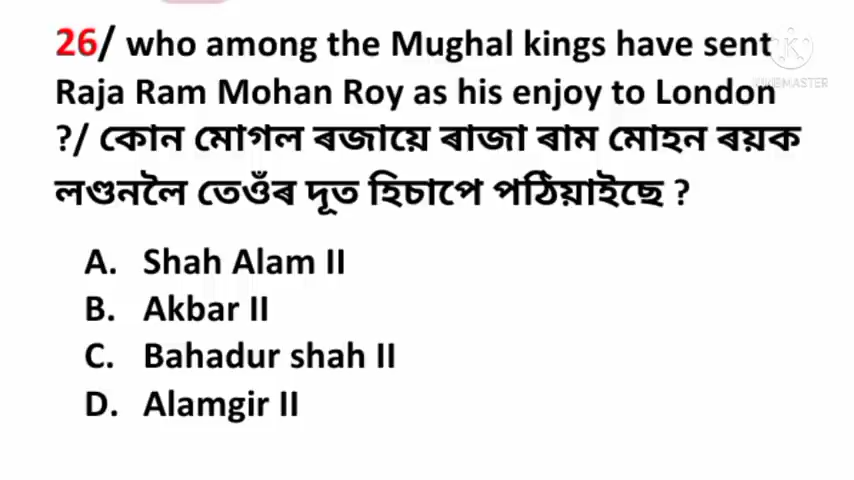 26/ who among the Mughal kings have sent
Raja Ram Mohan Roy as his enjoy to London
?/ কোন মোগল ৰজায়ে ৰাজা ৰাম মোহন ৰয়ক
লণ্ডনলৈ তেওঁৰ দূত হিচাপে পঠিয়াইছে ?
A. Shah Alam II
B. Akbar II
C. Bahadur shah II
D. Alamgir II
KINEMASTER